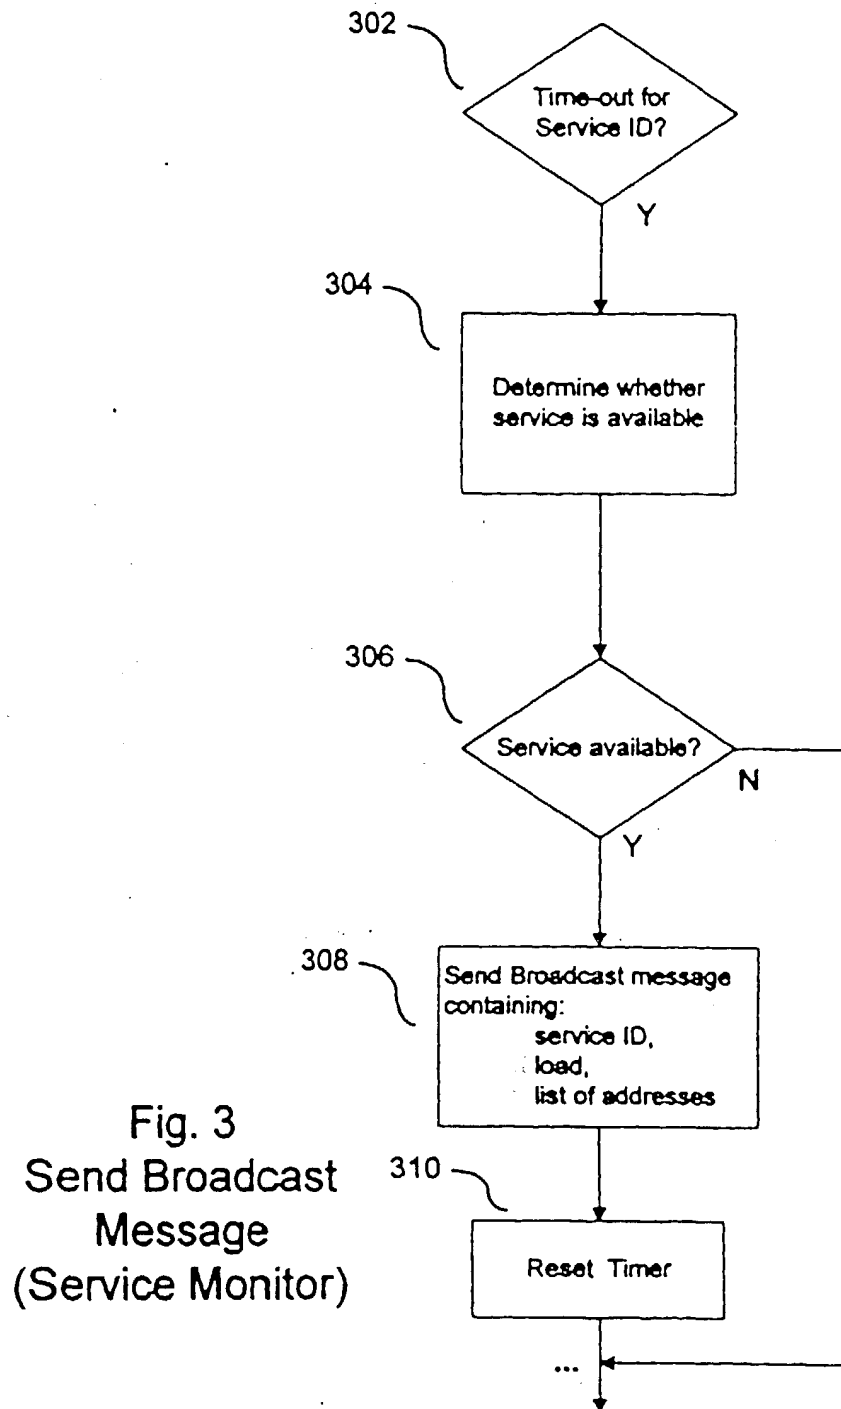 302
Time-out for
Service ID?
Y
304
Determine whether
service is available
306
Service available?
N
Y
308
Send Broadcast message
containing:
service ID,
load,
list of addresses
Fig. 3
Send Broadcast
Message
(Service Monitor)
310
Reset Timer
...